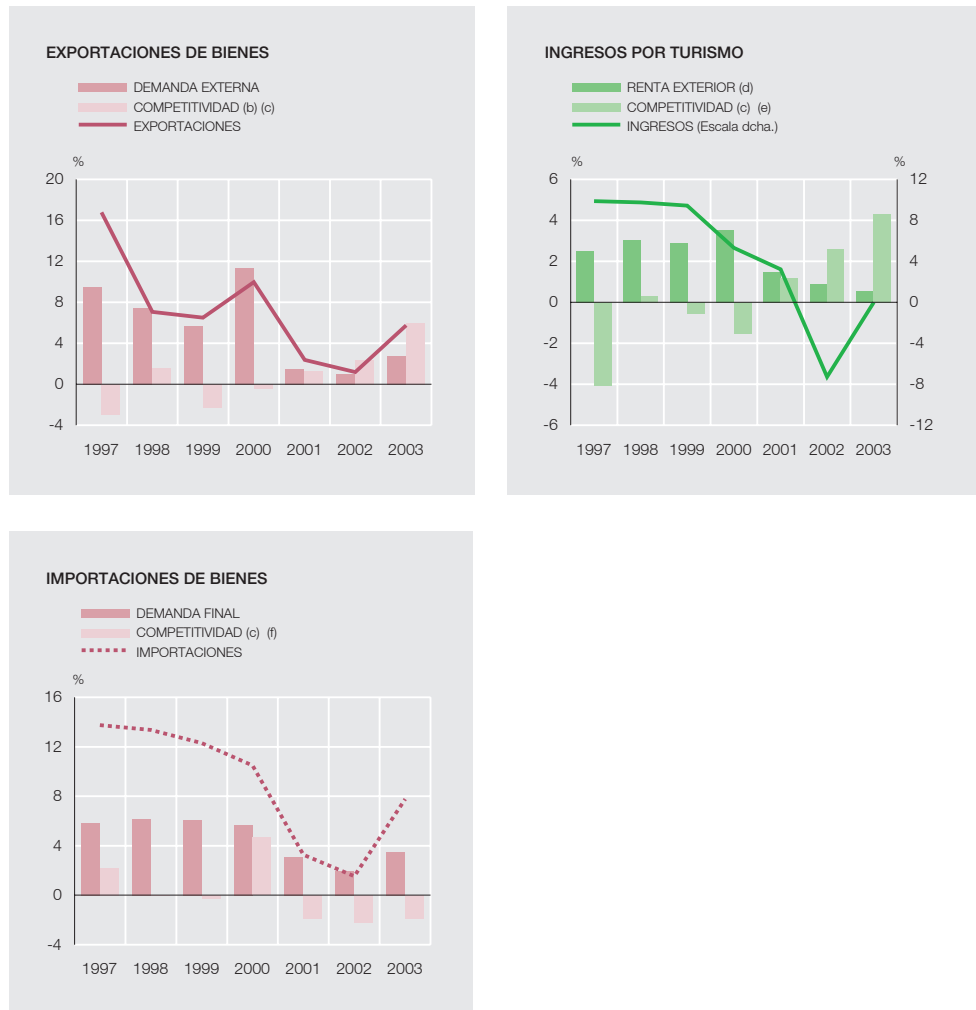 EXPORTACIONES DE BIENES
DEMANDA EXTERNA
COMPETITIVIDAD (b) (c)
EXPORTACIONES
%
20
16
12
8
4
0
-4
1997 1998 1999 2000 2001 2002 2003
INGRESOS POR TURISMO
RENTA EXTERIOR (d)
COMPETITIVIDAD (c) (e)
INGRESOS (Escala dcha.)
% %
6 12
4 8
2 4
0 0
-2 -4
-4 -8
-6 -12
1997 1998 1999 2000 2001 2002 2003
IMPORTACIONES DE BIENES
DEMANDA FINAL
COMPETITIVIDAD (c) (f)
IMPORTACIONES
%
16
12
8
4
0
-4
1997 1998 1999 2000 2001 2002 2003